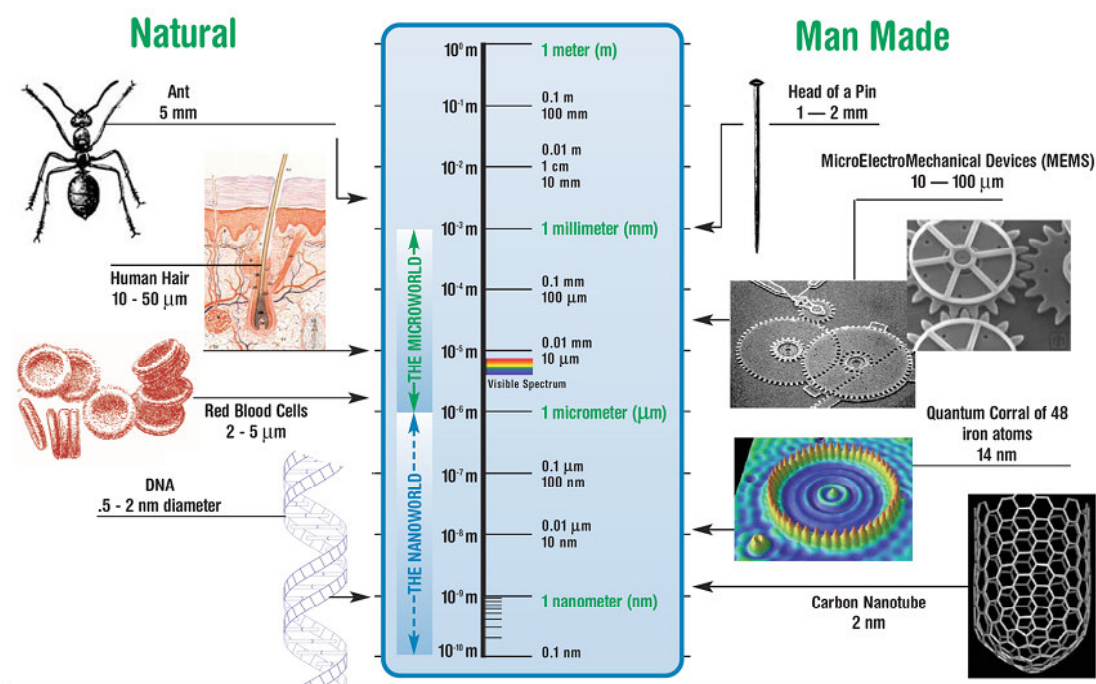 Natural
Man Made
Ant
5 mm
Human Hair
10 - 50 μm
Red Blood Cells
2 - 5 μm
DNA
.5 - 2 nm diameter
10⁰ m
1 meter (m)
10⁻¹ m
0.1 m
100 mm
10⁻² m
0.01 m
1 cm
10 mm
10⁻³ m
1 millimeter (mm)
10⁻⁴ m
0.1 mm
100 μm
10⁻⁵ m
0.01 mm
10 μm
Visible Spectrum
10⁻⁶ m
1 micrometer (μm)
10⁻⁷ m
0.1 μm
100 nm
10⁻⁸ m
0.01 μm
10 nm
10⁻⁹ m
1 nanometer (nm)
10⁻¹⁰ m
0.1 nm
THE MICROWORLD
THE NANOWORLD
Head of a Pin
1 — 2 mm
MicroElectroMechanical Devices (MEMS)
10 — 100 μm
Quantum Corral of 48
iron atoms
14 nm
Carbon Nanotube
2 nm